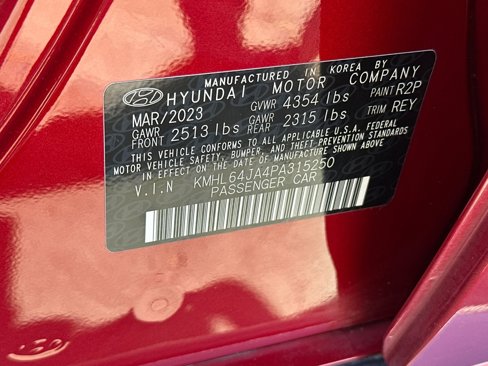 MANUFACTURED IN KOREA BY
HYUNDAI MOTOR COMPANY
MAR/2023 GVWR 4354 lbs PAINT R2P
GAWR FRONT 2513 lbs GAWR REAR 2315 lbs TRIM REY
THIS VEHICLE CONFORMS TO ALL APPLICABLE U.S.A. FEDERAL
MOTOR VEHICLE SAFETY, BUMPER, AND THEFT PREVENTION STANDARDS
IN EFFECT ON THE DATE OF MANUFACTURE SHOWN ABOVE.
V.I.N KMHL64JA4PA315250
PASSENGER CAR